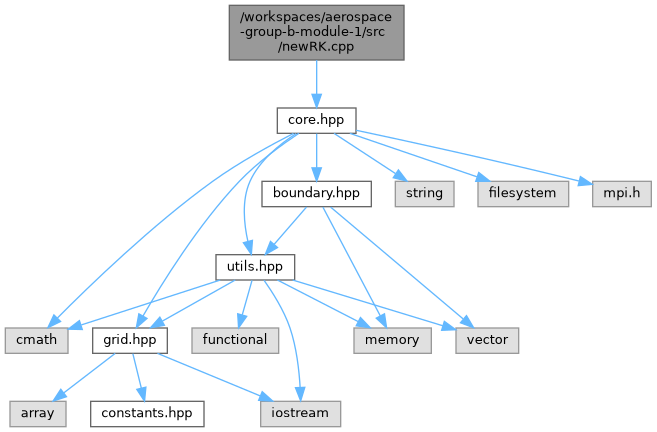 /workspaces/aerospace
-group-b-module-1/src
/newRK.cpp
core.hpp
boundary.hpp
string
filesystem
mpi.h
utils.hpp
cmath
grid.hpp
functional
memory
vector
array
constants.hpp
iostream